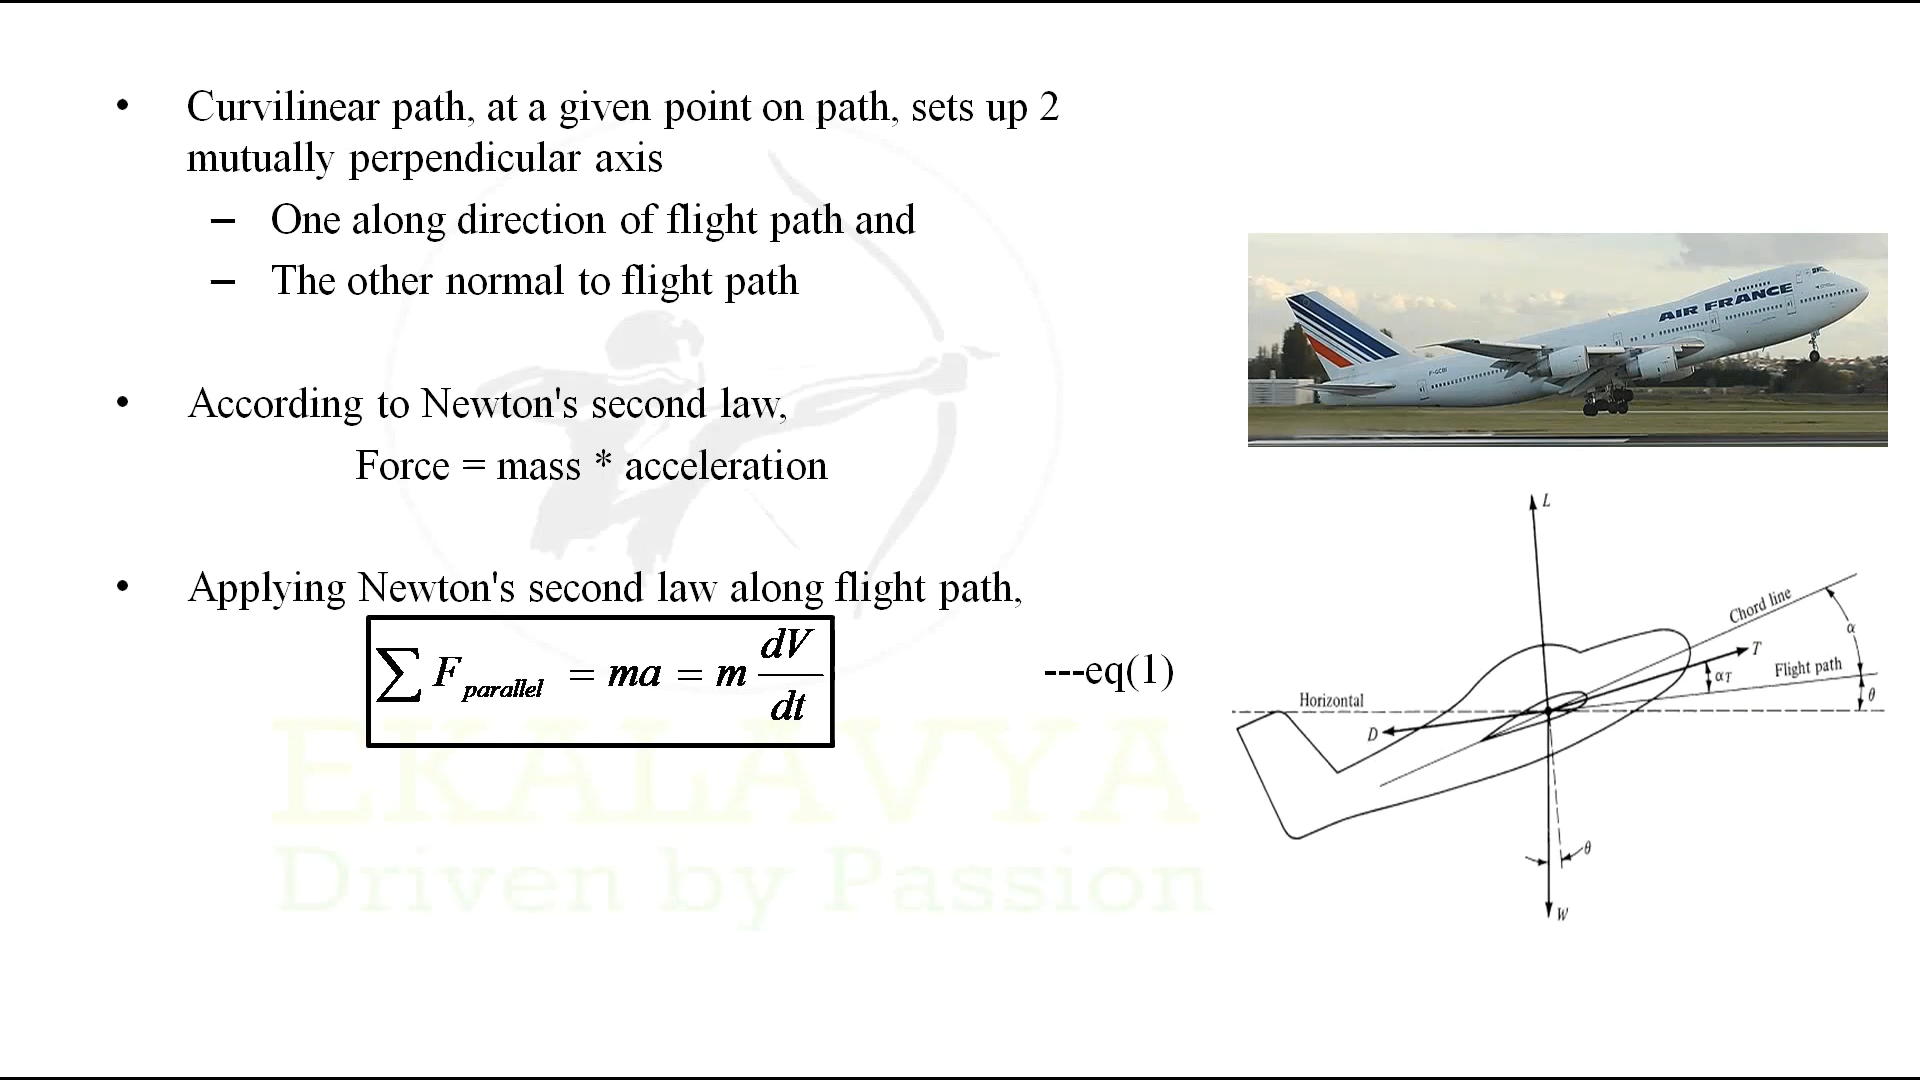 • Curvilinear path, at a given point on path, sets up 2
mutually perpendicular axis
– One along direction of flight path and
– The other normal to flight path
• According to Newton's second law,
Force = mass * acceleration
• Applying Newton's second law along flight path,
∑ F parallel = ma = m dV/dt ---eq(1)
AIR FRANCE
F-GCBI
L
Chord line
α
T
Flight path
αT
θ
Horizontal
D
θ
W
EKALAVYA
Driven by Passion